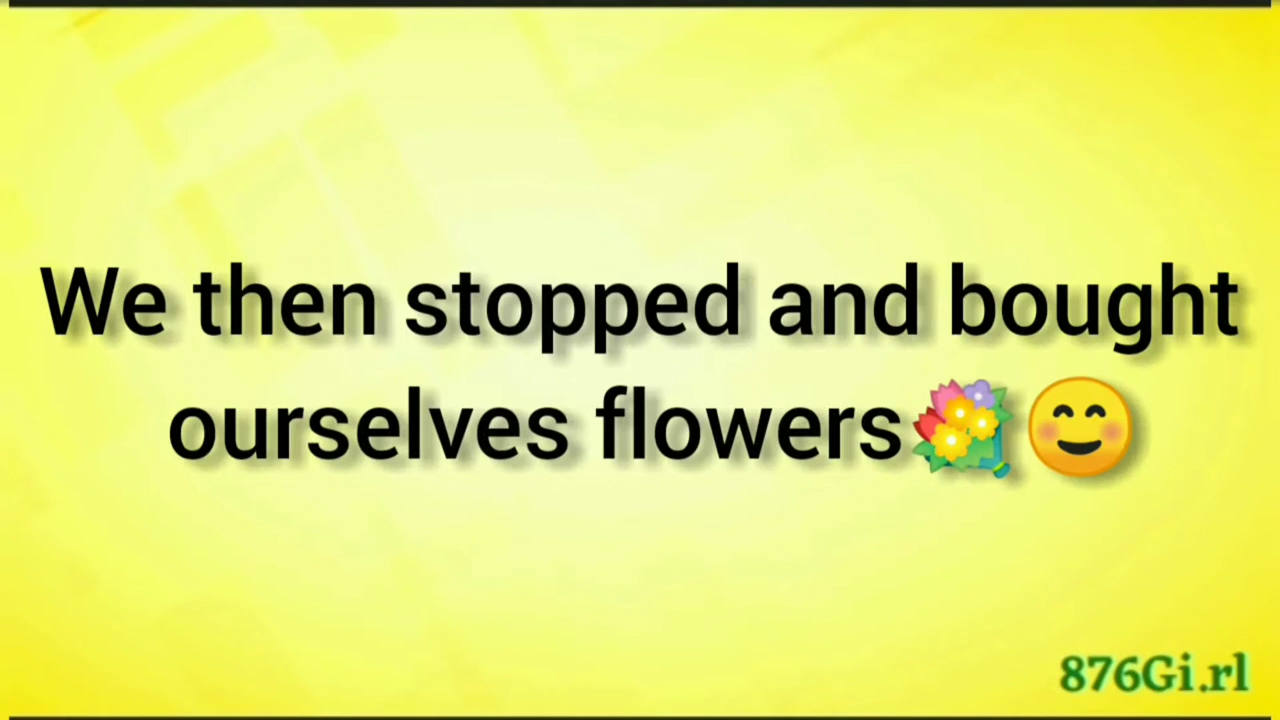 We then stopped and bought
ourselves flowers💐😊
876Gi.rl